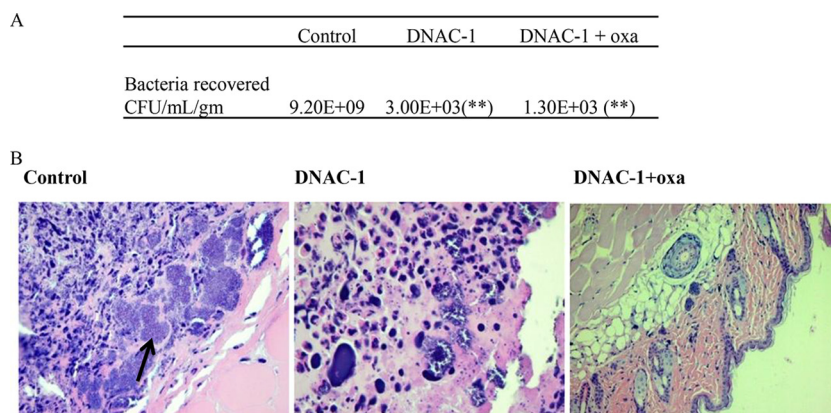 A
Control DNAC-1 DNAC-1 + oxa
Bacteria recovered
CFU/mL/gm 9.20E+09 3.00E+03(**) 1.30E+03 (**)
B
Control DNAC-1 DNAC-1+oxa